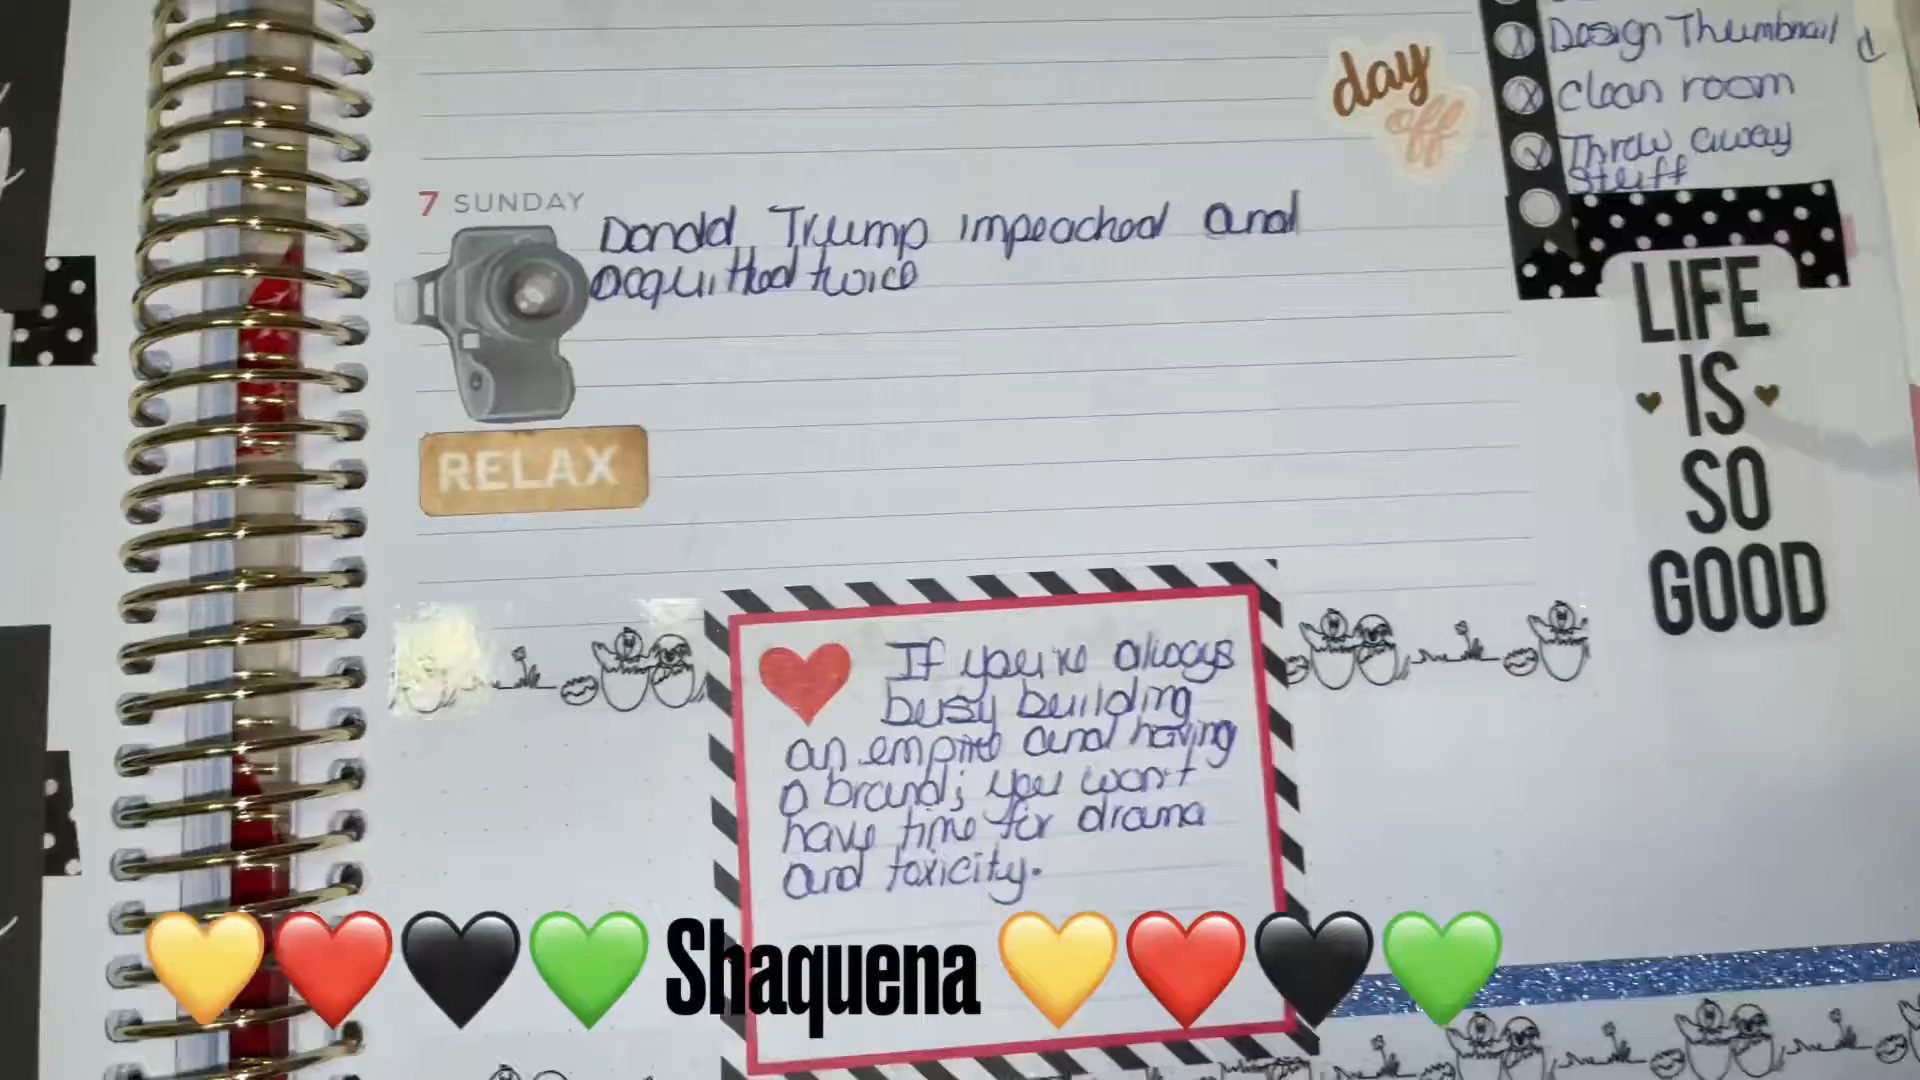 Design Thumbnail
clean room
Throw away
stuff
day
off
7 SUNDAY
Donald Trump impeached and
acquitted twice
RELAX
LIFE
IS
SO
GOOD
If you're always
busy building
an empire and having
a brand; you won't
have time for drama
and toxicity.
💛❤️🖤💚 Shaquena 💛❤️🖤💚